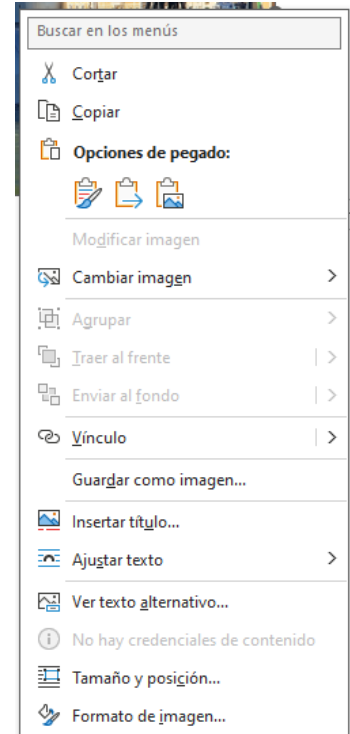 Buscar en los menús
Cortar
Copiar
Opciones de pegado:
Modificar imagen
Cambiar imagen
Agrupar
Traer al frente
Enviar al fondo
Vínculo
Guardar como imagen...
Insertar título...
Ajustar texto
Ver texto alternativo...
No hay credenciales de contenido
Tamaño y posición...
Formato de imagen...